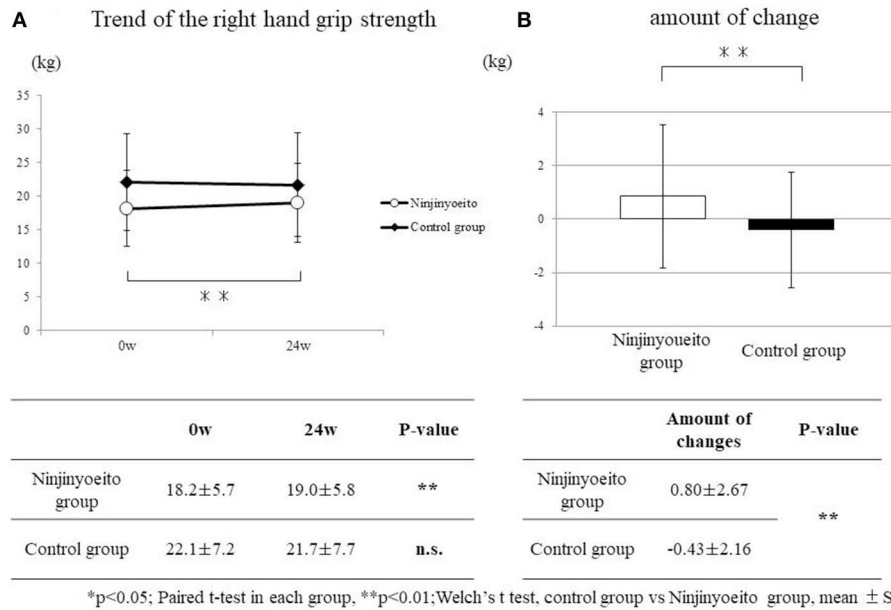 A Trend of the right hand grip strength
(kg)
35
30
25
20
15
10
5
0
0w 24w
Ninjinyoeito
Control group
＊＊
B amount of change
(kg)
＊＊
4
2
0
-2
-4
Ninjinyoueito
group
Control group
0w 24w P-value
Ninjinyoeito
group
18.2±5.7 19.0±5.8 **
Control group 22.1±7.2 21.7±7.7 n.s.
Amount of
changes
P-value
Ninjinyoeito
group
0.80±2.67
**
Control group -0.43±2.16
*p<0.05; Paired t-test in each group, **p<0.01;Welch's t test, control group vs Ninjinyoeito group, mean ± S